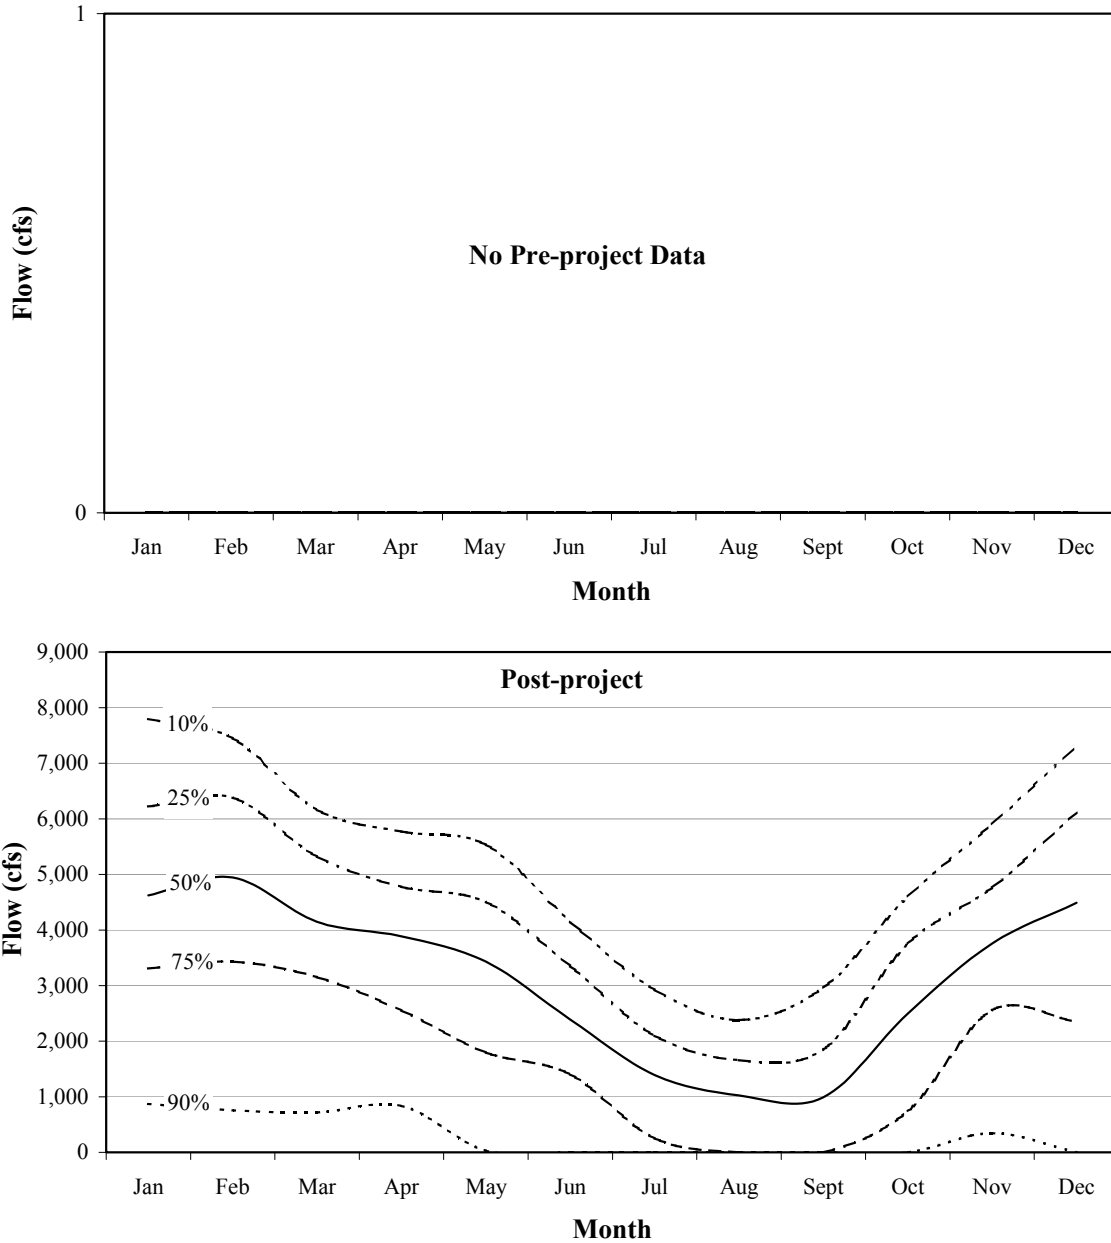 1
Flow (cfs)
No Pre-project Data
0
Jan Feb Mar Apr May Jun Jul Aug Sept Oct Nov Dec
Month
9,000
Post-project
8,000
10%
7,000
25%
6,000
5,000
50%
Flow (cfs)
4,000
75%
3,000
2,000
1,000
90%
0
Jan Feb Mar Apr May Jun Jul Aug Sept Oct Nov Dec
Month